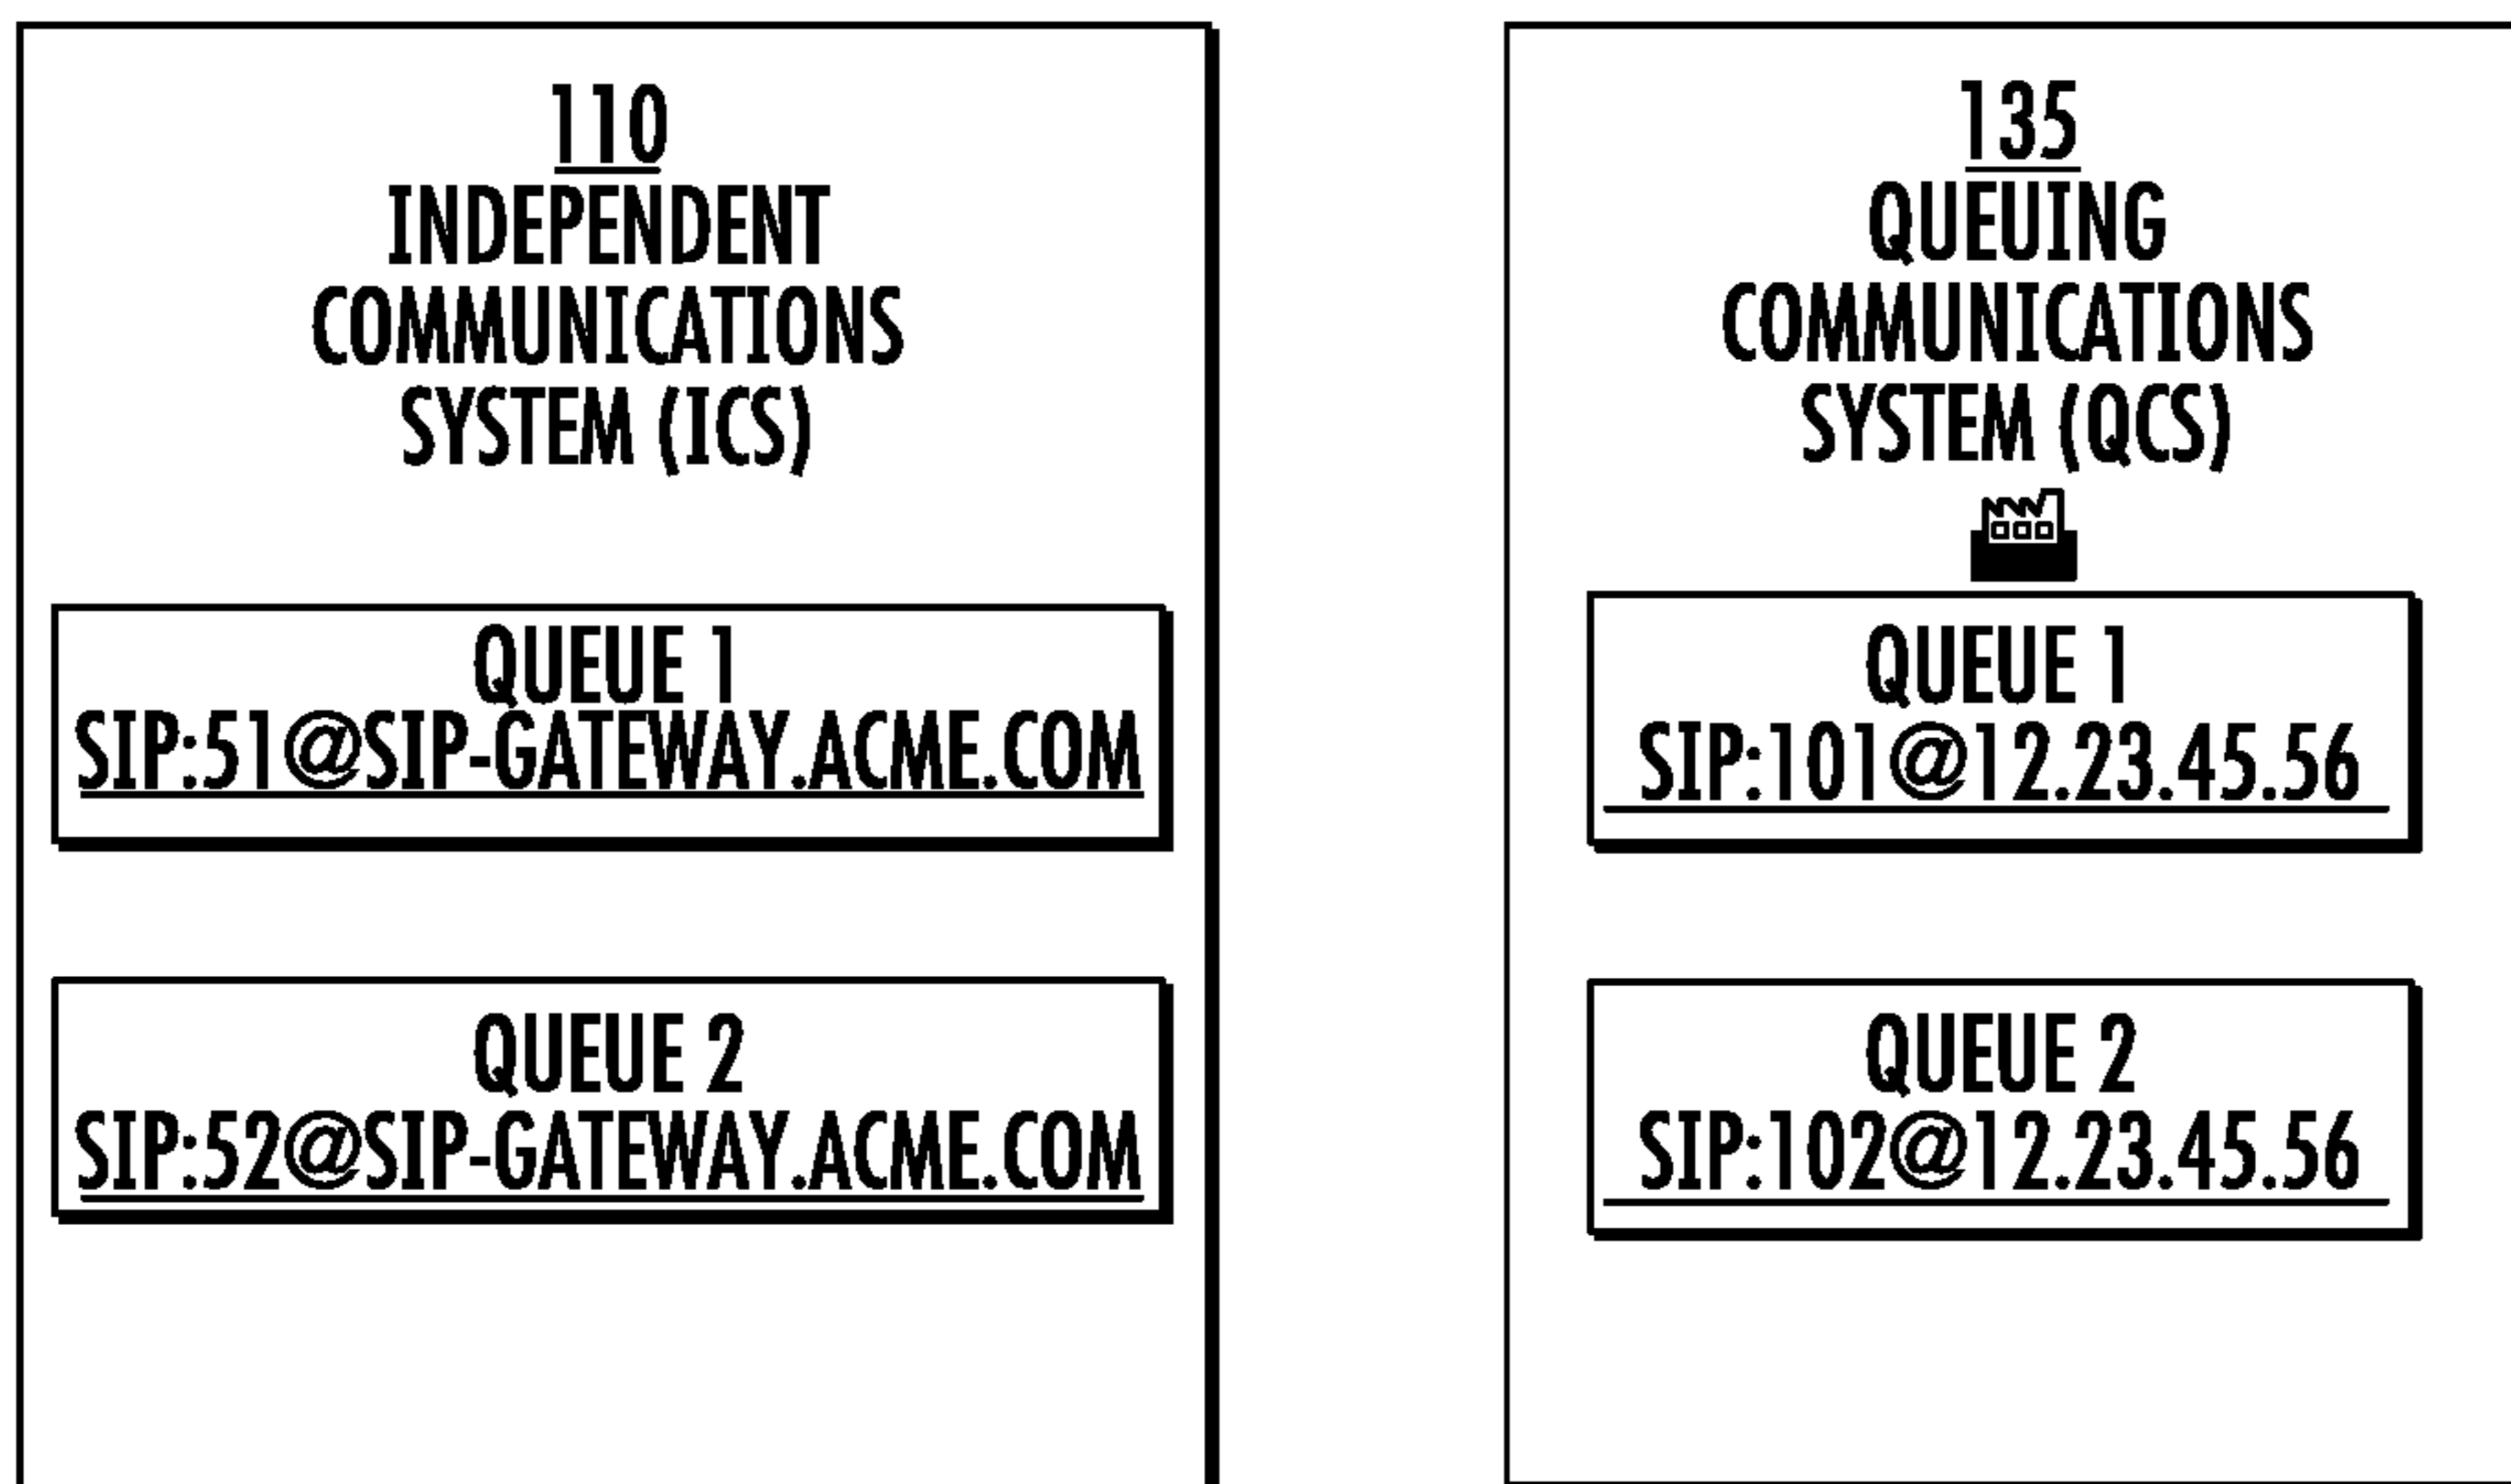 110
INDEPENDENT
COMMUNICATIONS
SYSTEM (ICS)
QUEUE 1
SIP:51@SIP-GATEWAY.ACME.COM
QUEUE 2
SIP:52@SIP-GATEWAY.ACME.COM
135
QUEUING
COMMUNICATIONS
SYSTEM (QCS)
QUEUE 1
SIP:101@12.23.45.56
QUEUE 2
SIP:102@12.23.45.56